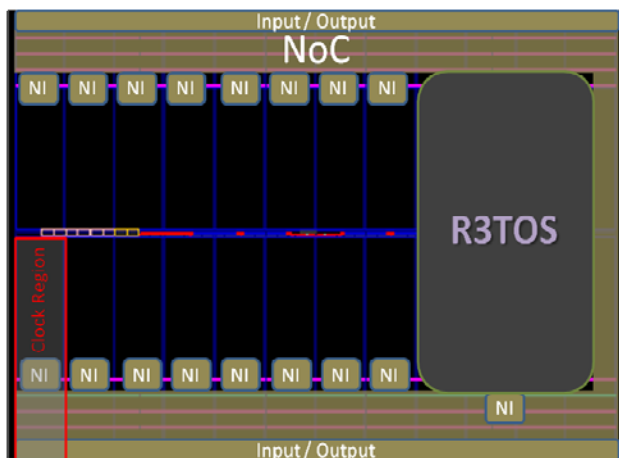 Input / Output
NoC
NI NI NI NI NI NI NI NI
R3TOS
Clock Region
NI NI NI NI NI NI NI NI
NI
Input / Output